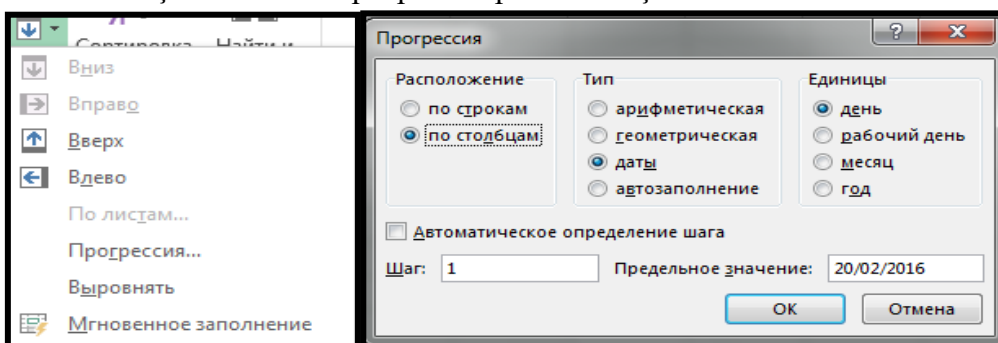 Сортировка Найти и
Вниз
Вправо
Вверх
Влево
По листам...
Прогрессия...
Выровнять
Мгновенное заполнение
Прогрессия
Расположение Тип Единицы
по строкам арифметическая день
по столбцам геометрическая рабочий день
даты месяц
автозаполнение год
Автоматическое определение шага
Шаг: 1 Предельное значение: 20/02/2016
ОК Отмена